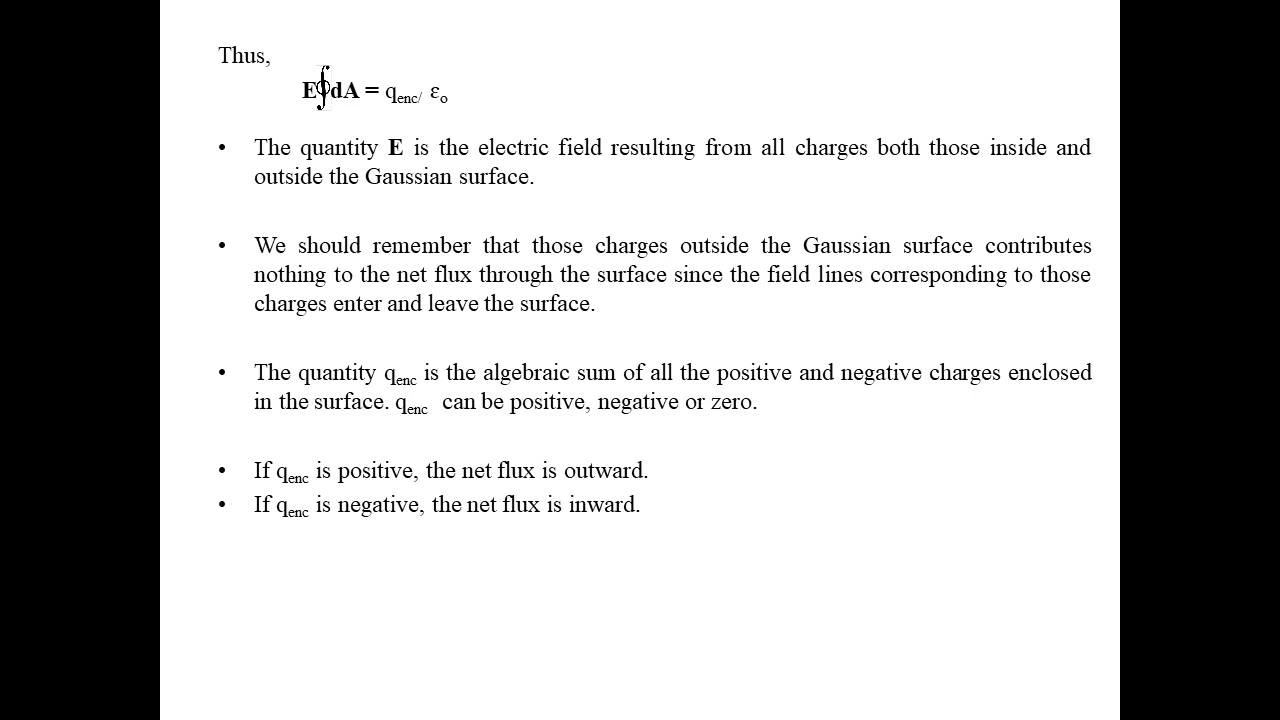 Thus,
E∮dA = qenc/ εo
• The quantity E is the electric field resulting from all charges both those inside and
outside the Gaussian surface.
• We should remember that those charges outside the Gaussian surface contributes
nothing to the net flux through the surface since the field lines corresponding to those
charges enter and leave the surface.
• The quantity qenc is the algebraic sum of all the positive and negative charges enclosed
in the surface. qenc can be positive, negative or zero.
• If qenc is positive, the net flux is outward.
• If qenc is negative, the net flux is inward.